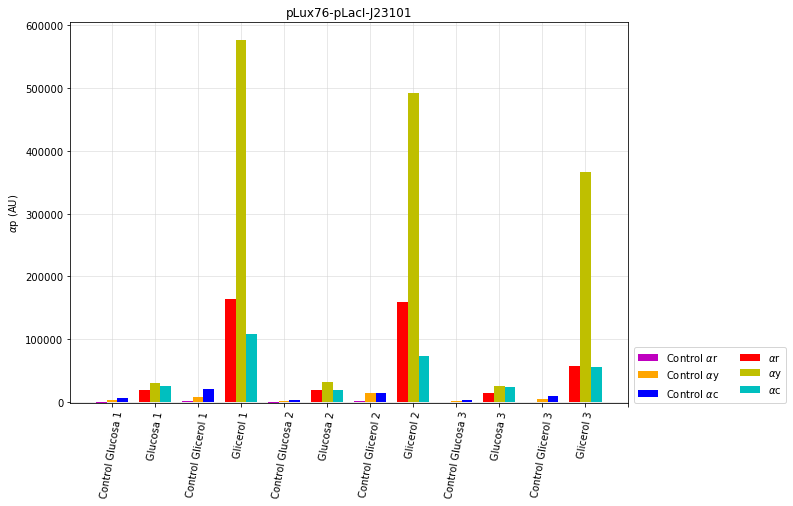 pLux76-pLacI-J23101
600000
500000
400000
300000
200000
100000
0
αp (AU)
Control Glucosa 1
Glucosa 1
Control Glicerol 1
Glicerol 1
Control Glucosa 2
Glucosa 2
Control Glicerol 2
Glicerol 2
Control Glucosa 3
Glucosa 3
Control Glicerol 3
Glicerol 3
Control αr
Control αy
Control αc
αr
αy
αc